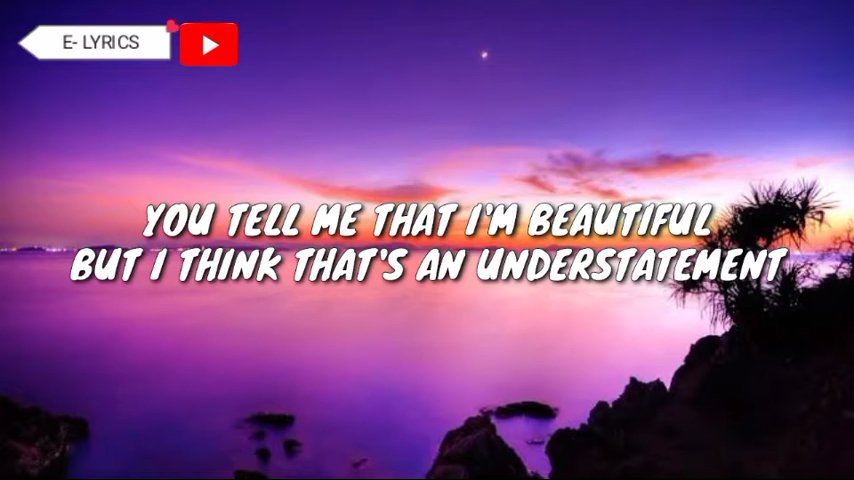 E- LYRICS
YOU TELL ME THAT I'M BEAUTIFUL
BUT I THINK THAT'S AN UNDERSTATEMENT